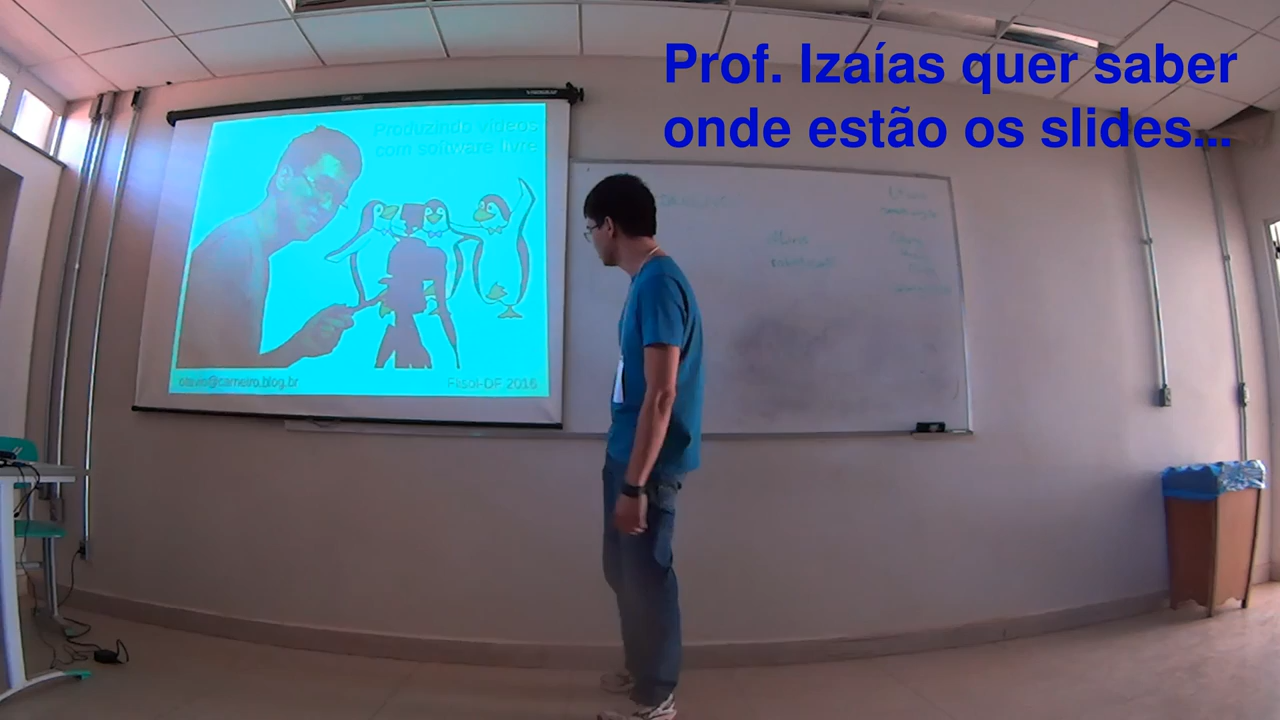 Prof. Izaías quer saber
onde estão os slides...
Produzindo vídeos
com software livre
otavio@carneiro.blog.br
Flisol-DF 2016